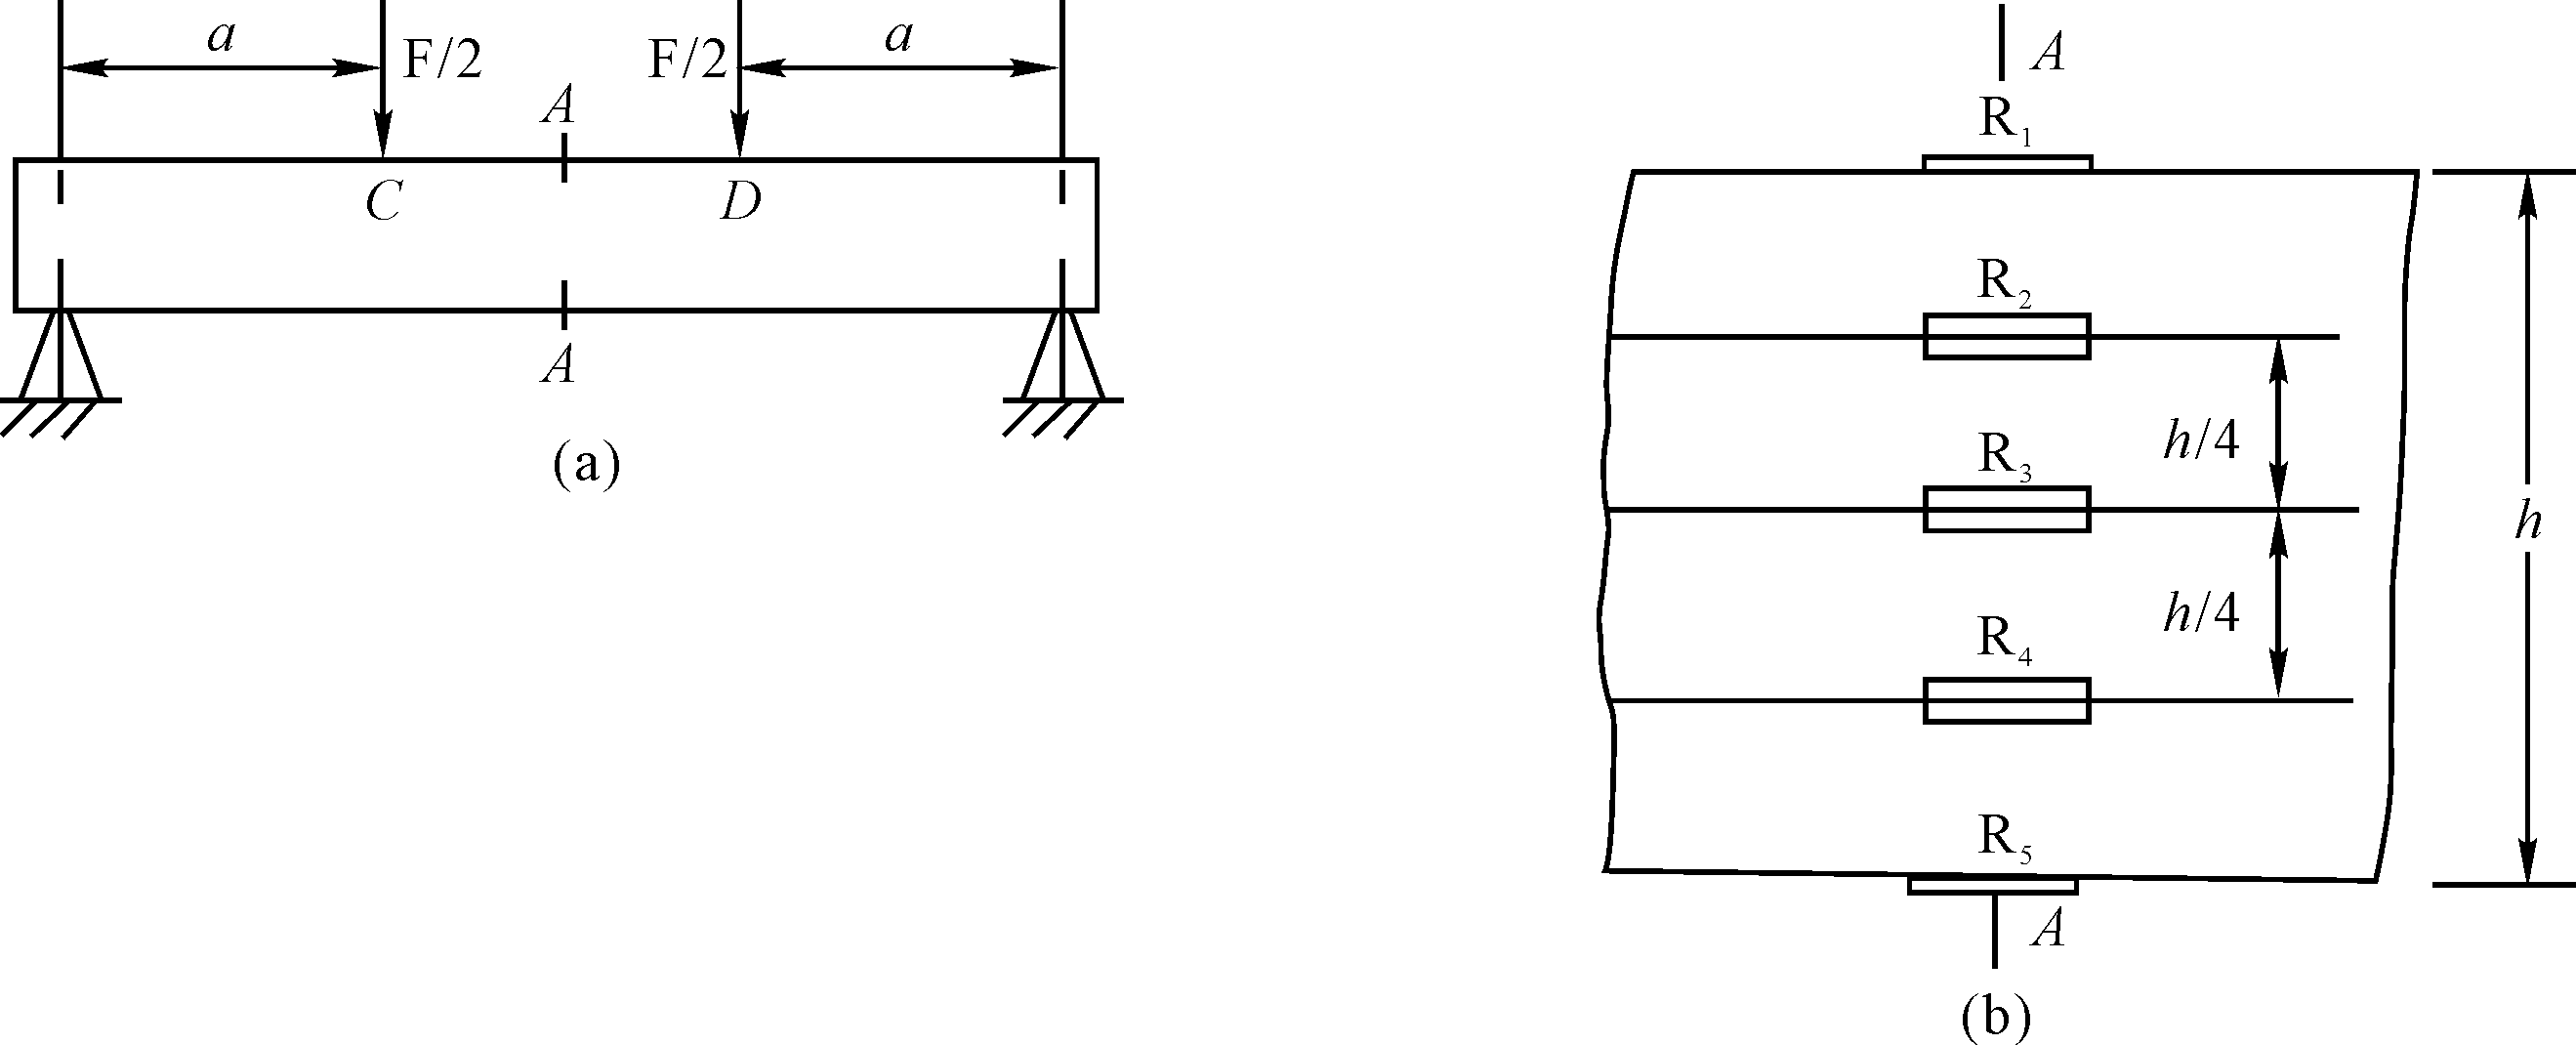 a F/2 F/2 a
A
C D
A
(a)
A
R₁
R₂
R₃ h/4
h
R₄ h/4
R₅
A
(b)